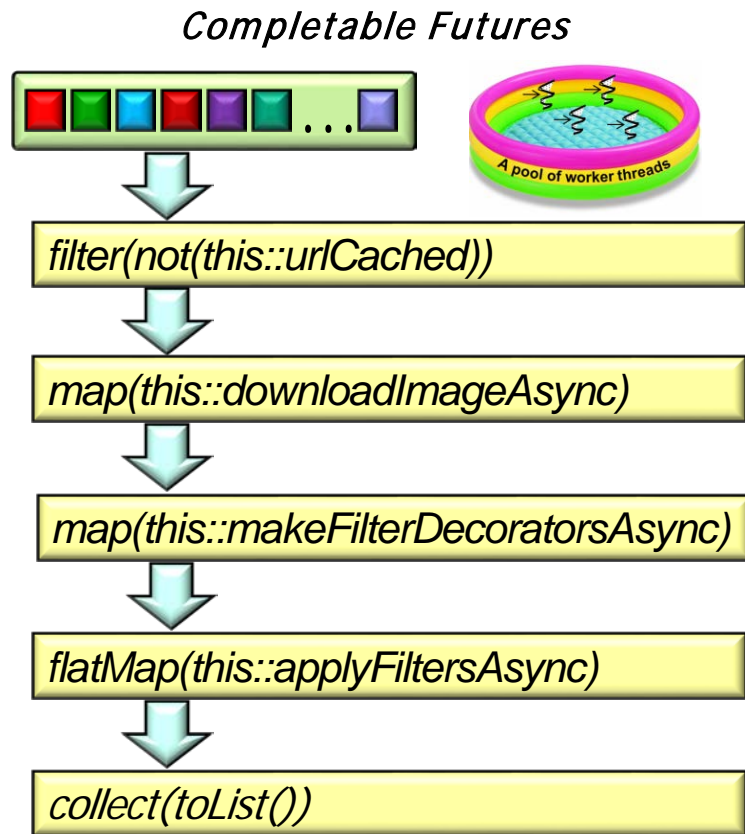 Completable Futures
. . .
A pool of worker threads
filter(not(this::urlCached))
map(this::downloadImageAsync)
map(this::makeFilterDecoratorsAsync)
flatMap(this::applyFiltersAsync)
collect(toList())